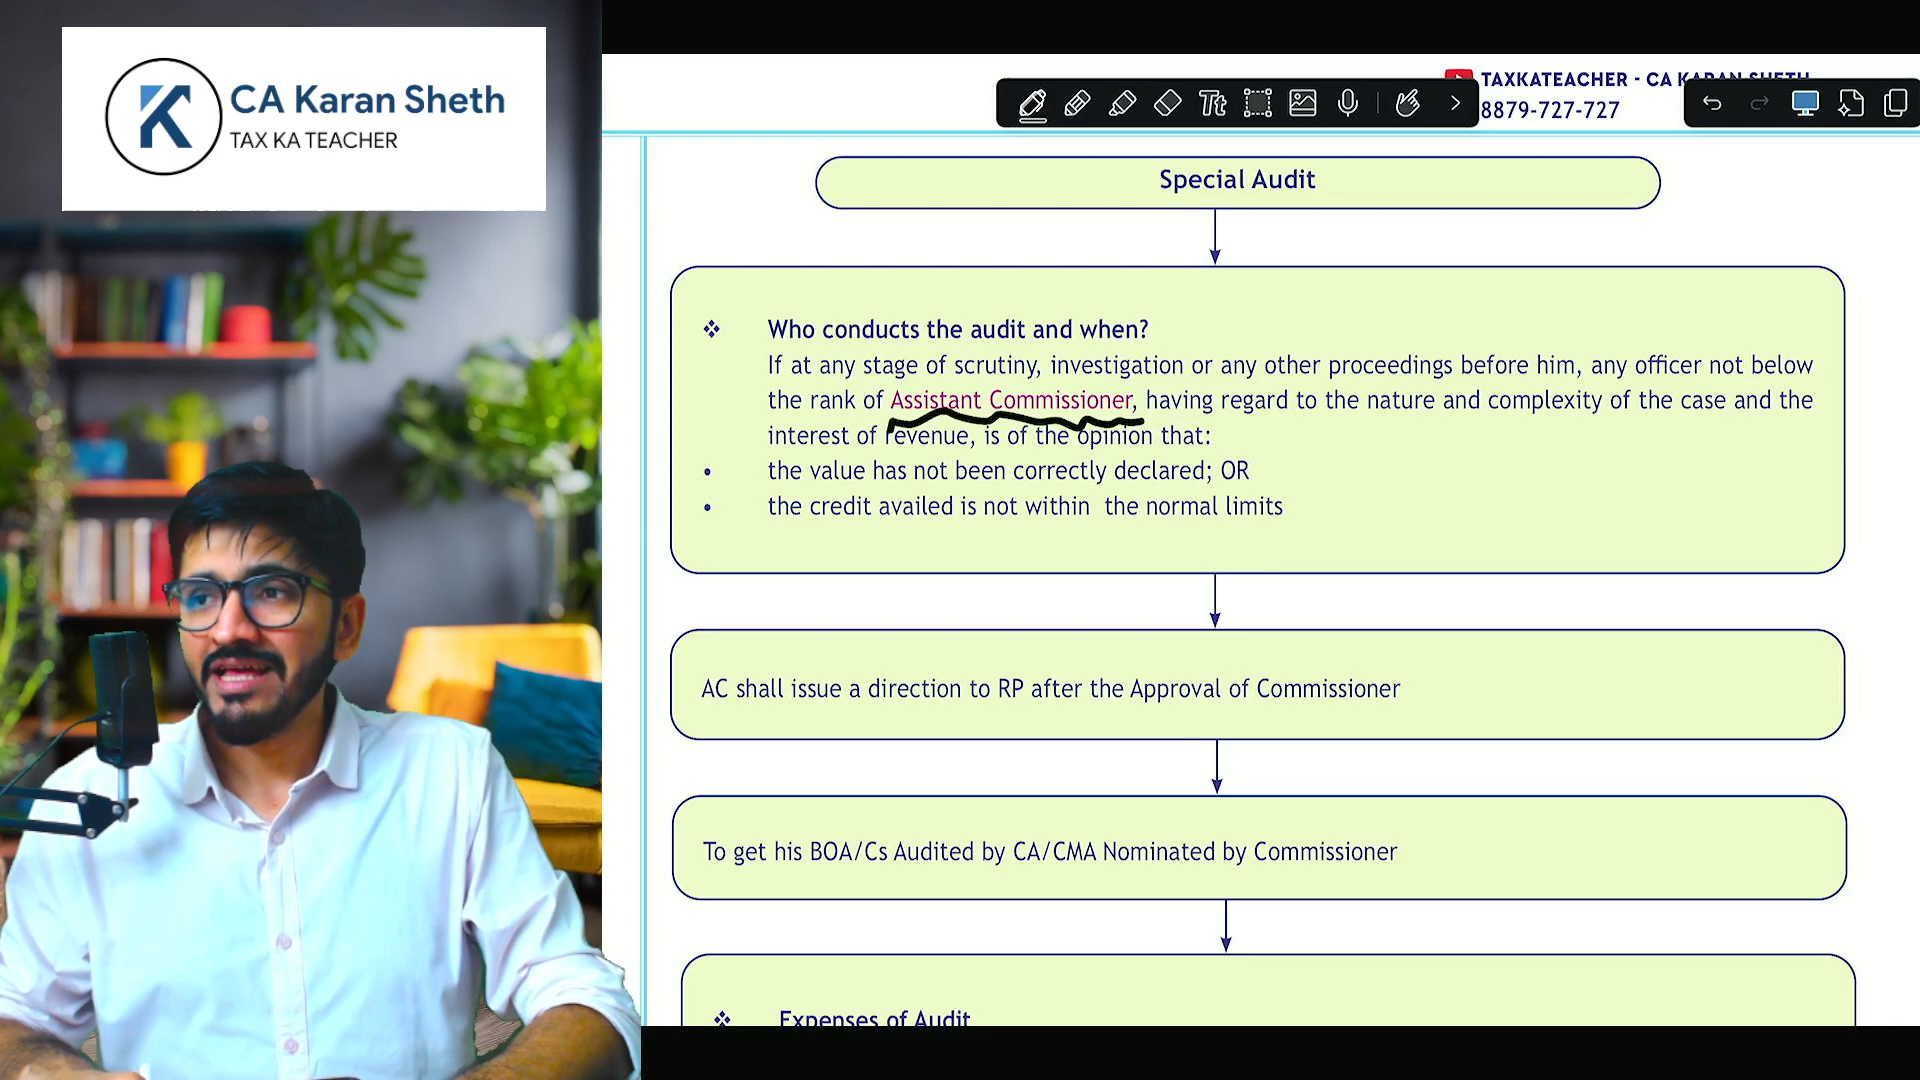 CA Karan Sheth
TAX KA TEACHER
TAXKATEACHER - CA KARAN SHETH
8879-727-727
Tt
Special Audit
Who conducts the audit and when?
If at any stage of scrutiny, investigation or any other proceedings before him, any officer not below
the rank of Assistant Commissioner, having regard to the nature and complexity of the case and the
interest of revenue, is of the opinion that:
• the value has not been correctly declared; OR
• the credit availed is not within the normal limits
AC shall issue a direction to RP after the Approval of Commissioner
To get his BOA/Cs Audited by CA/CMA Nominated by Commissioner
Expenses of Audit